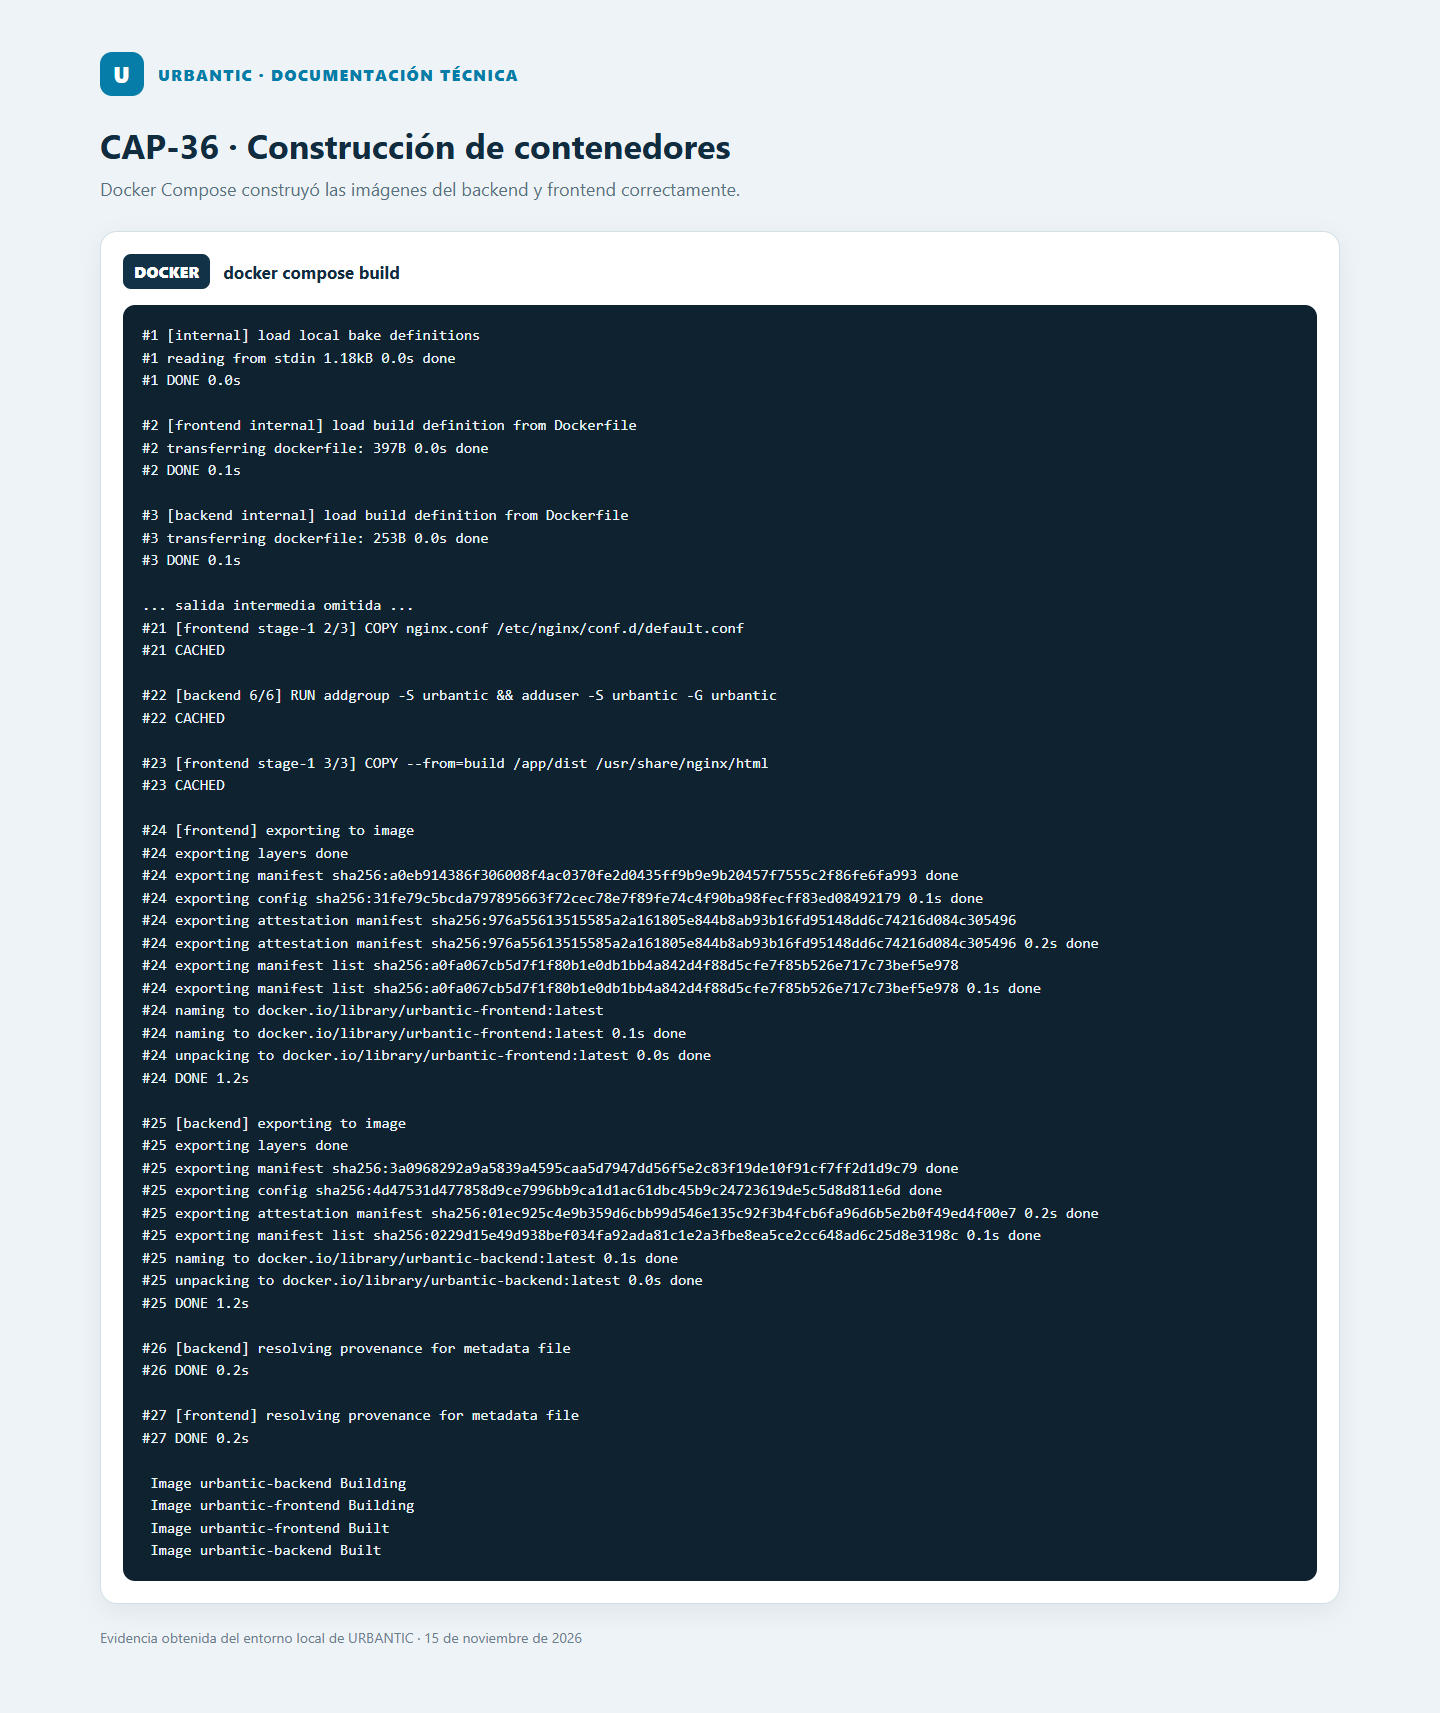 U
URBANTIC · DOCUMENTACIÓN TÉCNICA
CAP-36 · Construcción de contenedores
Docker Compose construyó las imágenes del backend y frontend correctamente.
DOCKER docker compose build
#1 [internal] load local bake definitions
#1 reading from stdin 1.18kB 0.0s done
#1 DONE 0.0s
#2 [frontend internal] load build definition from Dockerfile
#2 transferring dockerfile: 397B 0.0s done
#2 DONE 0.1s
#3 [backend internal] load build definition from Dockerfile
#3 transferring dockerfile: 253B 0.0s done
#3 DONE 0.1s
... salida intermedia omitida ...
#21 [frontend stage-1 2/3] COPY nginx.conf /etc/nginx/conf.d/default.conf
#21 CACHED
#22 [backend 6/6] RUN addgroup -S urbantic && adduser -S urbantic -G urbantic
#22 CACHED
#23 [frontend stage-1 3/3] COPY --from=build /app/dist /usr/share/nginx/html
#23 CACHED
#24 [frontend] exporting to image
#24 exporting layers done
#24 exporting manifest sha256:a0eb914386f306008f4ac0370fe2d0435ff9b9e9b20457f7555c2f86fe6fa993 done
#24 exporting config sha256:31fe79c5bcda797895663f72cec78e7f89fe74c4f90ba98fecff83ed08492179 0.1s done
#24 exporting attestation manifest sha256:976a55613515585a2a161805e844b8ab93b16fd95148dd6c74216d084c305496
#24 exporting attestation manifest sha256:976a55613515585a2a161805e844b8ab93b16fd95148dd6c74216d084c305496 0.2s done
#24 exporting manifest list sha256:a0fa067cb5d7f1f80b1e0db1bb4a842d4f88d5cfe7f85b526e717c73bef5e978
#24 exporting manifest list sha256:a0fa067cb5d7f1f80b1e0db1bb4a842d4f88d5cfe7f85b526e717c73bef5e978 0.1s done
#24 naming to docker.io/library/urbantic-frontend:latest
#24 naming to docker.io/library/urbantic-frontend:latest 0.1s done
#24 unpacking to docker.io/library/urbantic-frontend:latest 0.0s done
#24 DONE 1.2s
#25 [backend] exporting to image
#25 exporting layers done
#25 exporting manifest sha256:3a0968292a9a5839a4595caa5d7947dd56f5e2c83f19de10f91cf7ff2d1d9c79 done
#25 exporting config sha256:4d47531d477858d9ce7996bb9ca1d1ac61dbc45b9c24723619de5c5d8d811e6d done
#25 exporting attestation manifest sha256:01ec925c4e9b359d6cbb99d546e135c92f3b4fcb6fa96d6b5e2b0f49ed4f00e7 0.2s done
#25 exporting manifest list sha256:0229d15e49d938bef034fa92ada81c1e2a3fbe8ea5ce2cc648ad6c25d8e3198c 0.1s done
#25 naming to docker.io/library/urbantic-backend:latest 0.1s done
#25 unpacking to docker.io/library/urbantic-backend:latest 0.0s done
#25 DONE 1.2s
#26 [backend] resolving provenance for metadata file
#26 DONE 0.2s
#27 [frontend] resolving provenance for metadata file
#27 DONE 0.2s
Image urbantic-backend Building
Image urbantic-frontend Building
Image urbantic-frontend Built
Image urbantic-backend Built
Evidencia obtenida del entorno local de URBANTIC · 15 de noviembre de 2026